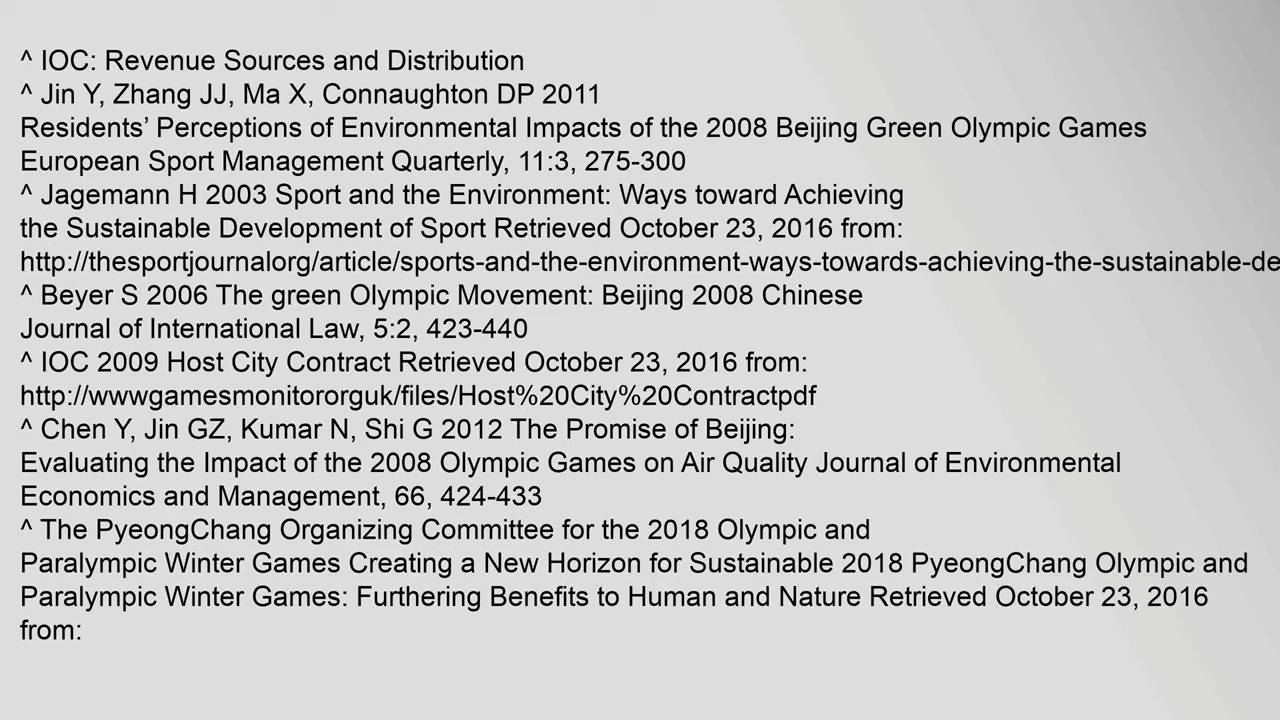 ^ IOC: Revenue Sources and Distribution
^ Jin Y, Zhang JJ, Ma X, Connaughton DP 2011
Residents’ Perceptions of Environmental Impacts of the 2008 Beijing Green Olympic Games
European Sport Management Quarterly, 11:3, 275-300
^ Jagemann H 2003 Sport and the Environment: Ways toward Achieving
the Sustainable Development of Sport Retrieved October 23, 2016 from:
http://thesportjournalorg/article/sports-and-the-environment-ways-towards-achieving-the-sustainable-de
^ Beyer S 2006 The green Olympic Movement: Beijing 2008 Chinese
Journal of International Law, 5:2, 423-440
^ IOC 2009 Host City Contract Retrieved October 23, 2016 from:
http://wwwgamesmonitororguk/files/Host%20City%20Contractpdf
^ Chen Y, Jin GZ, Kumar N, Shi G 2012 The Promise of Beijing:
Evaluating the Impact of the 2008 Olympic Games on Air Quality Journal of Environmental
Economics and Management, 66, 424-433
^ The PyeongChang Organizing Committee for the 2018 Olympic and
Paralympic Winter Games Creating a New Horizon for Sustainable 2018 PyeongChang Olympic and
Paralympic Winter Games: Furthering Benefits to Human and Nature Retrieved October 23, 2016
from: